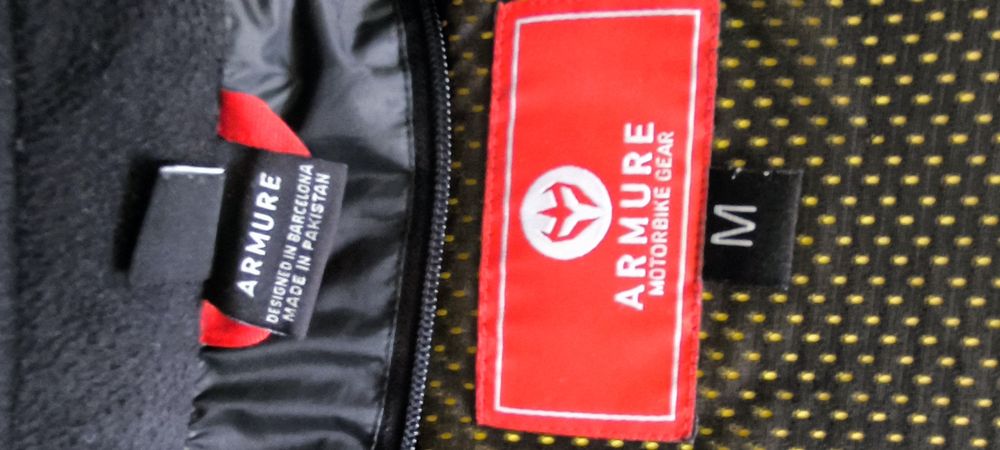 ARMURE
DESIGNED IN BARCELONA
MADE IN PAKISTAN
ARMURE
MOTORBIKE GEAR
M